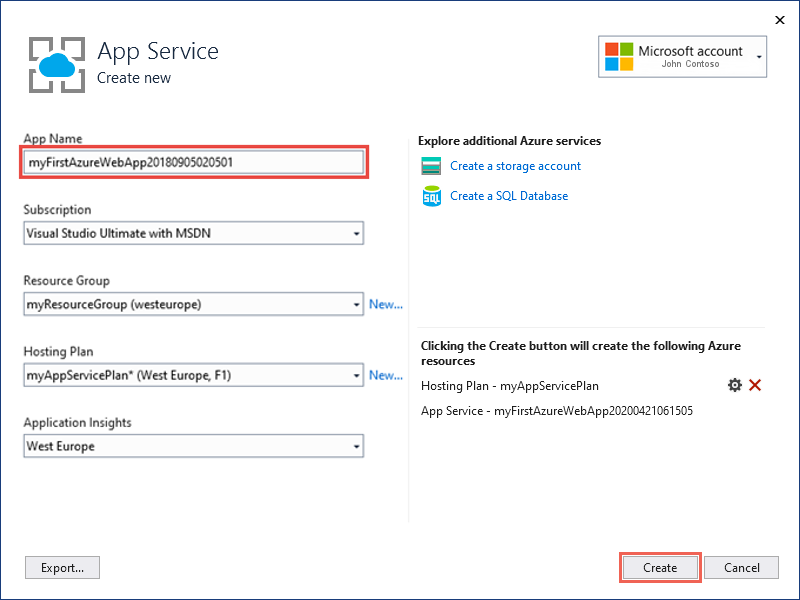 App Service
Create new
Microsoft account
John Contoso
App Name
myFirstAzureWebApp20180905020501
Subscription
Visual Studio Ultimate with MSDN
Resource Group
myResourceGroup (westeurope)
New...
Hosting Plan
myAppServicePlan* (West Europe, F1)
New...
Application Insights
West Europe
Explore additional Azure services
Create a storage account
SQL
Create a SQL Database
Clicking the Create button will create the following Azure
resources
Hosting Plan - myAppServicePlan
App Service - myFirstAzureWebApp20200421061505
Export...
Create
Cancel